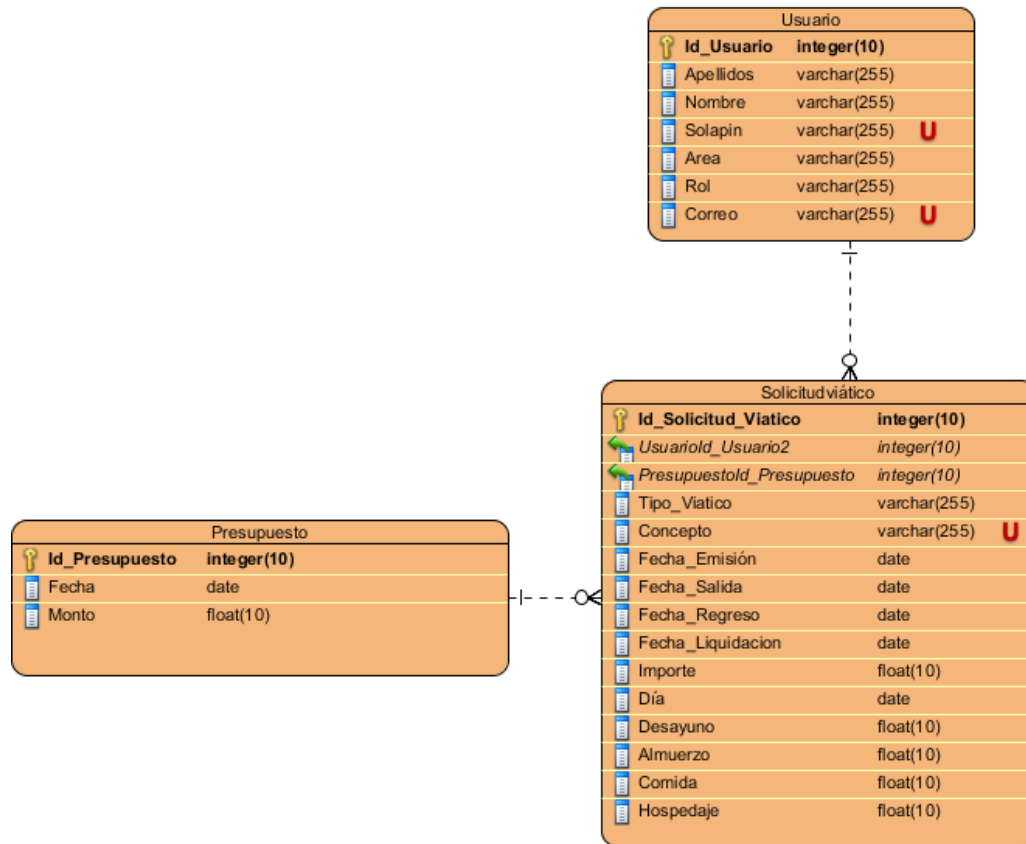 Usuario
Id_Usuario integer(10)
Apellidos varchar(255)
Nombre varchar(255)
Solapin varchar(255) U
Area varchar(255)
Rol varchar(255)
Correo varchar(255) U
Solicitudviático
Id_Solicitud_Viatico integer(10)
UsuarioId_Usuario2 integer(10)
PresupuestoId_Presupuesto integer(10)
Tipo_Viatico varchar(255)
Concepto varchar(255) U
Fecha_Emisión date
Fecha_Salida date
Fecha_Regreso date
Fecha_Liquidacion date
Importe float(10)
Día date
Desayuno float(10)
Almuerzo float(10)
Comida float(10)
Hospedaje float(10)
Presupuesto
Id_Presupuesto integer(10)
Fecha date
Monto float(10)